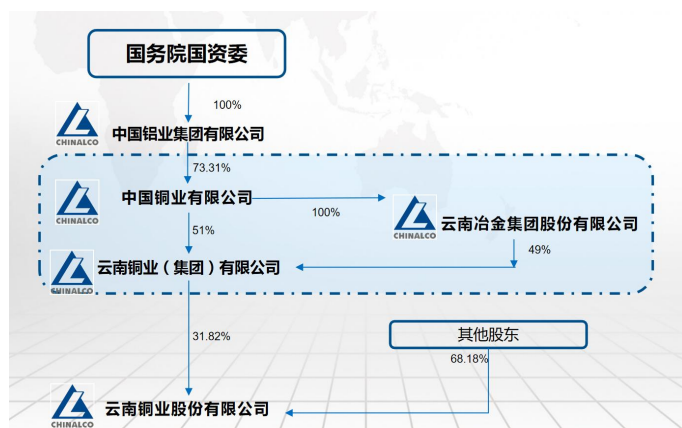 国务院国资委
100%
CHINALCO
中国铝业集团有限公司
73.31%
CHINALCO
中国铜业有限公司
100%
CHINALCO
云南冶金集团股份有限公司
51%
49%
CHINALCO
云南铜业（集团）有限公司
31.82%
其他股东
68.18%
CHINALCO
云南铜业股份有限公司